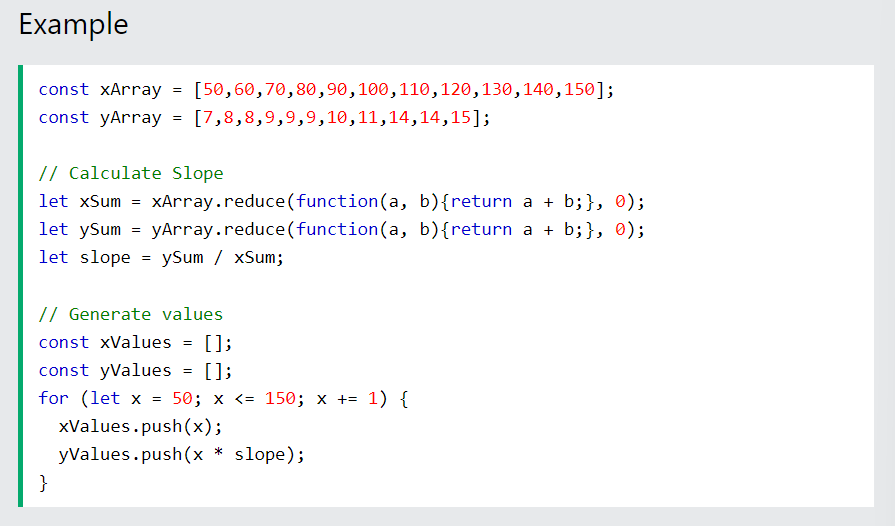 Example
const xArray = [50,60,70,80,90,100,110,120,130,140,150];
const yArray = [7,8,8,9,9,9,10,11,14,14,15];
// Calculate Slope
let xSum = xArray.reduce(function(a, b){return a + b;}, 0);
let ySum = yArray.reduce(function(a, b){return a + b;}, 0);
let slope = ySum / xSum;
// Generate values
const xValues = [];
const yValues = [];
for (let x = 50; x <= 150; x += 1) {
  xValues.push(x);
  yValues.push(x * slope);
}